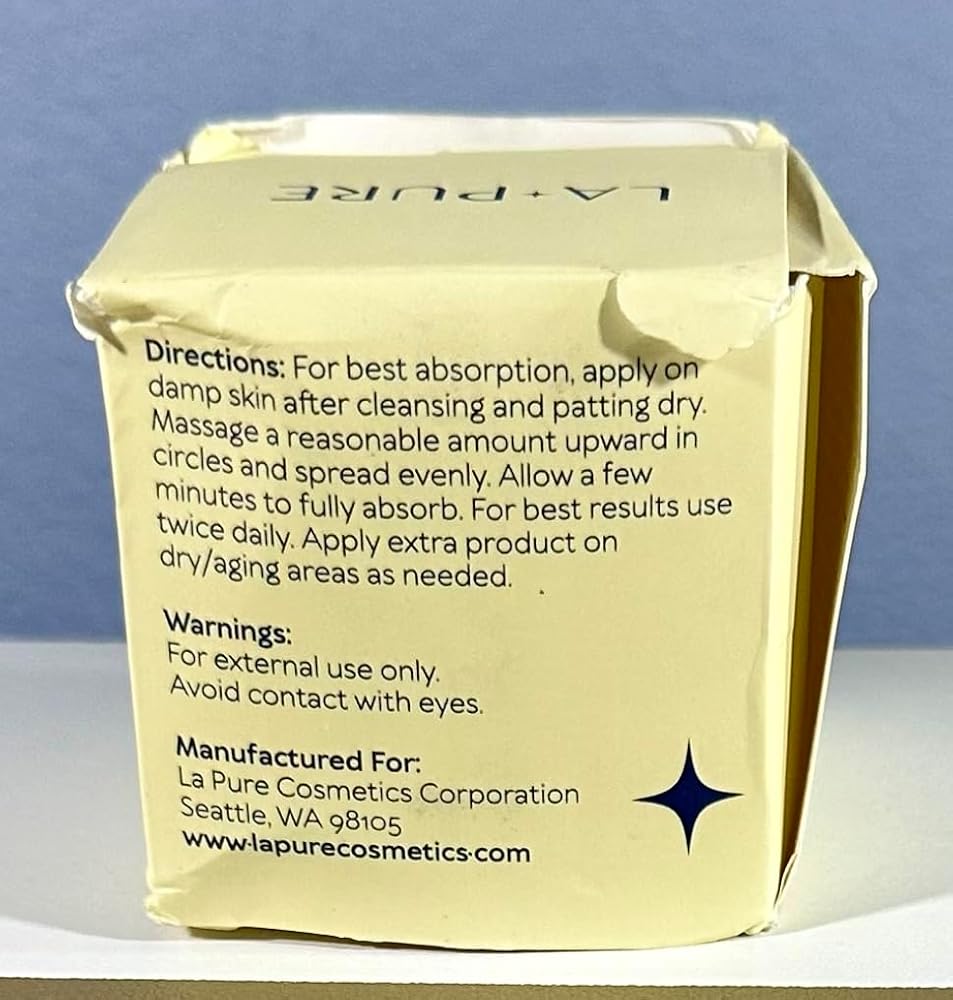 LA✦PURE
Directions: For best absorption, apply on
damp skin after cleansing and patting dry.
Massage a reasonable amount upward in
circles and spread evenly. Allow a few
minutes to fully absorb. For best results use
twice daily. Apply extra product on
dry/aging areas as needed.
Warnings:
For external use only.
Avoid contact with eyes.
Manufactured For:
La Pure Cosmetics Corporation
Seattle, WA 98105
www.lapurecosmetics.com